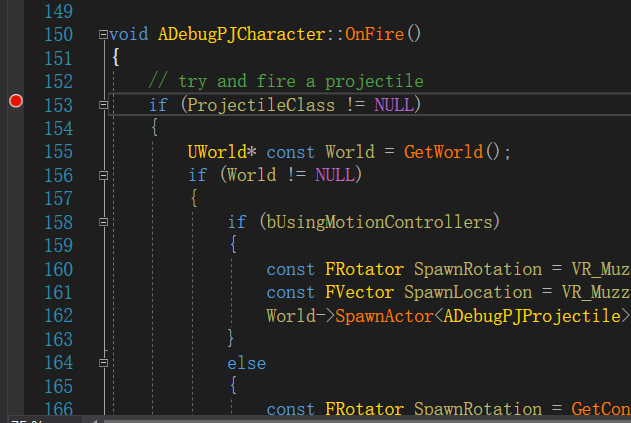 149
150 void ADebugPJCharacter::OnFire()
151 {
152 // try and fire a projectile
153 if (ProjectileClass != NULL)
154 {
155 UWorld* const World = GetWorld();
156 if (World != NULL)
157 {
158 if (bUsingMotionControllers)
159 {
160 const FRotator SpawnRotation = VR_Muz
161 const FVector SpawnLocation = VR_Muzz
162 World->SpawnActor<ADebugPJProjectile>
163 }
164 else
165 {
166 const FRotator SpawnRotation = GetCon